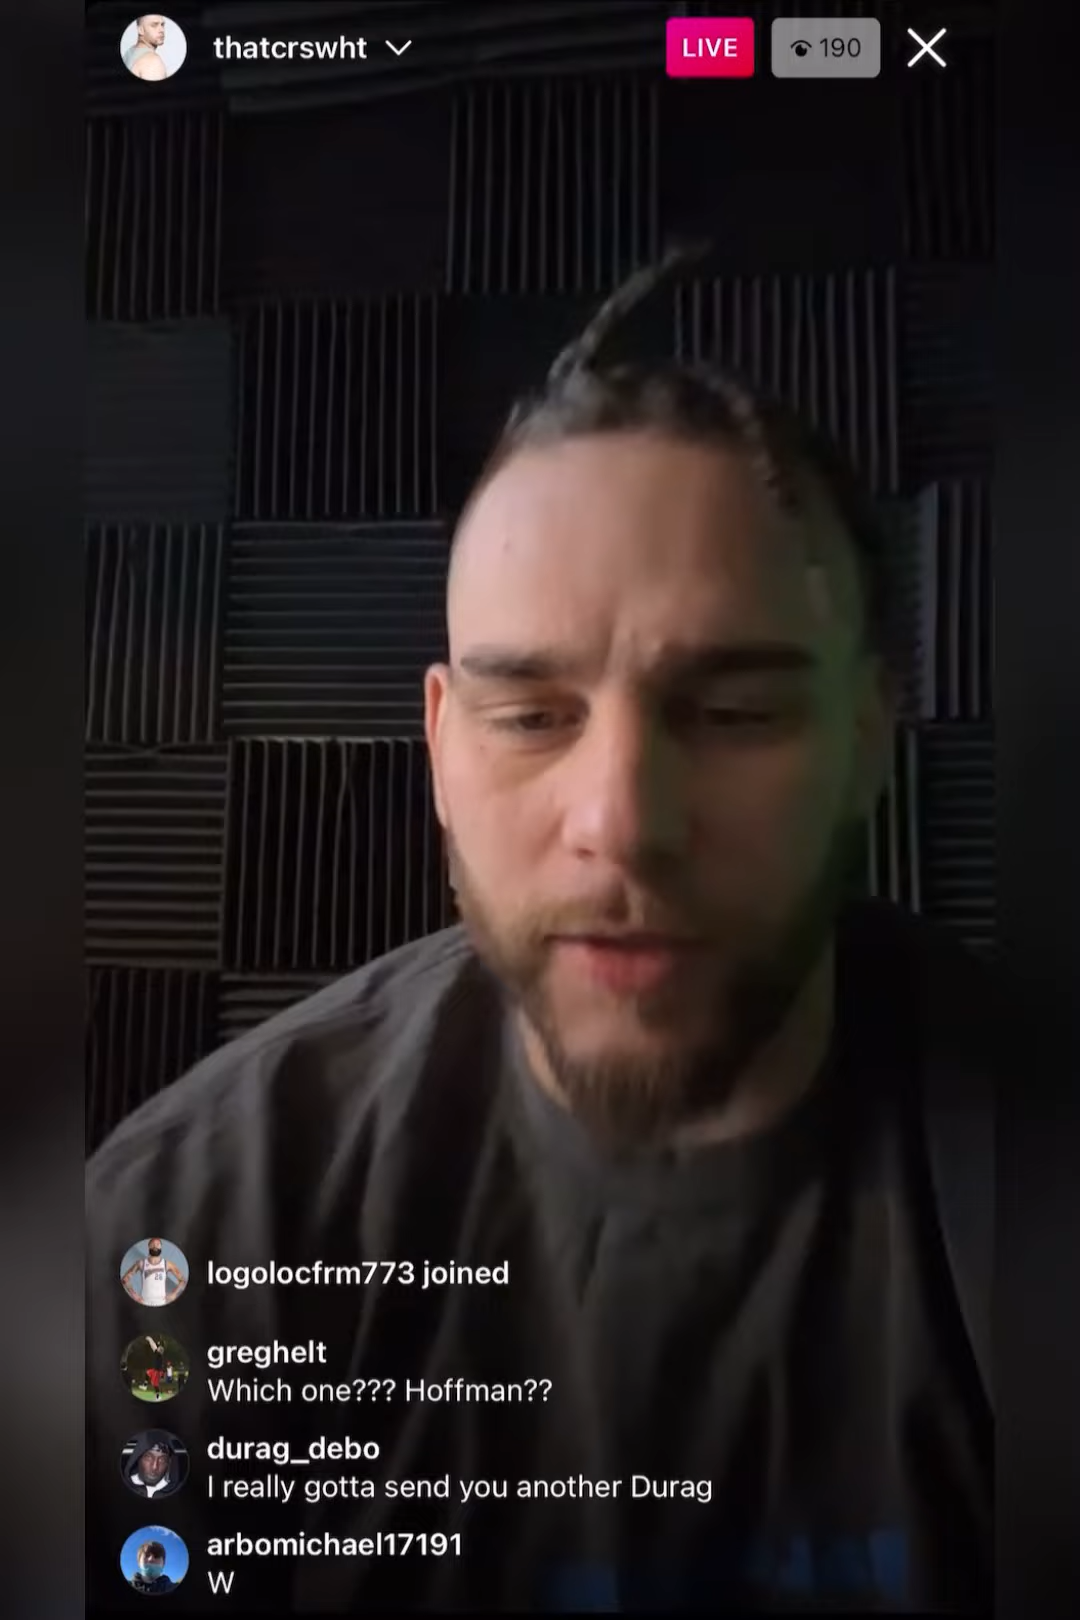 thatcrswht
LIVE
190
logolocfrm773 joined
greghelt
Which one??? Hoffman??
durag_debo
I really gotta send you another Durag
arbomichael17191
W